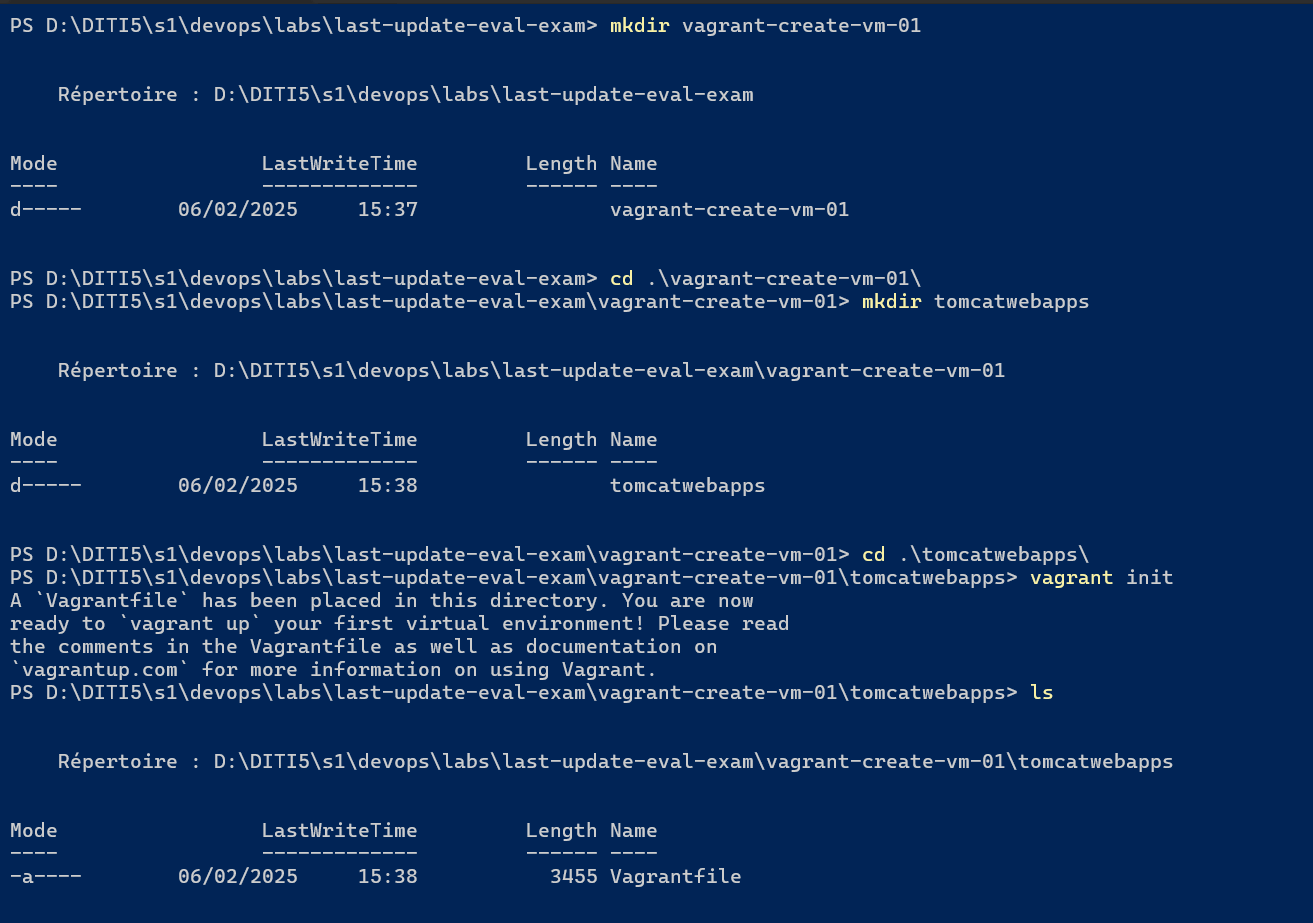 PS D:\DITI5\s1\devops\labs\last-update-eval-exam> mkdir vagrant-create-vm-01
Répertoire : D:\DITI5\s1\devops\labs\last-update-eval-exam
Mode                 LastWriteTime         Length Name
----                 -------------         ------ ----
d-----        06/02/2025     15:37                vagrant-create-vm-01
PS D:\DITI5\s1\devops\labs\last-update-eval-exam> cd .\vagrant-create-vm-01\
PS D:\DITI5\s1\devops\labs\last-update-eval-exam\vagrant-create-vm-01> mkdir tomcatwebapps
Répertoire : D:\DITI5\s1\devops\labs\last-update-eval-exam\vagrant-create-vm-01
Mode                 LastWriteTime         Length Name
----                 -------------         ------ ----
d-----        06/02/2025     15:38                tomcatwebapps
PS D:\DITI5\s1\devops\labs\last-update-eval-exam\vagrant-create-vm-01> cd .\tomcatwebapps\
PS D:\DITI5\s1\devops\labs\last-update-eval-exam\vagrant-create-vm-01\tomcatwebapps> vagrant init
A `Vagrantfile` has been placed in this directory. You are now
ready to `vagrant up` your first virtual environment! Please read
the comments in the Vagrantfile as well as documentation on
`vagrantup.com` for more information on using Vagrant.
PS D:\DITI5\s1\devops\labs\last-update-eval-exam\vagrant-create-vm-01\tomcatwebapps> ls
Répertoire : D:\DITI5\s1\devops\labs\last-update-eval-exam\vagrant-create-vm-01\tomcatwebapps
Mode                 LastWriteTime         Length Name
----                 -------------         ------ ----
-a----        06/02/2025     15:38           3455 Vagrantfile